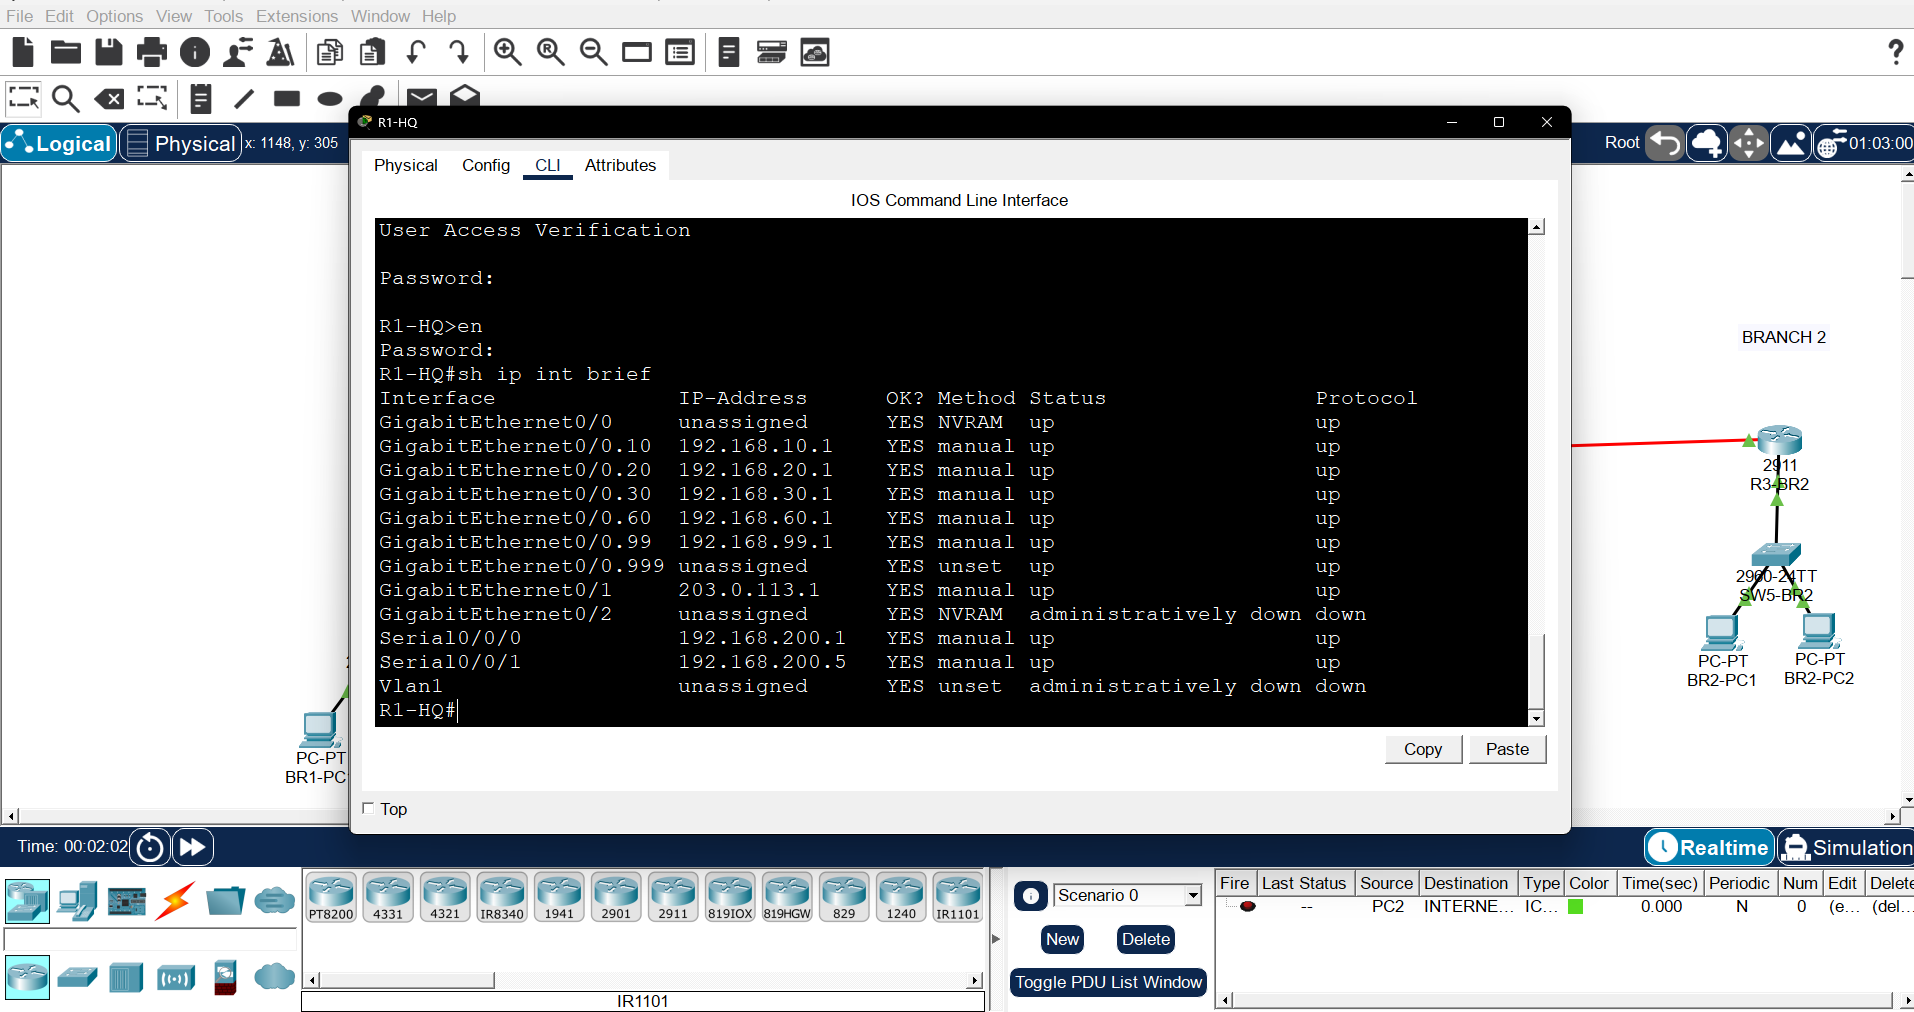 File Edit Options View Tools Extensions Window Help
R1-HQ
Logical Physical x: 1148, y: 305
Root 01:03:00
Physical Config CLI Attributes
IOS Command Line Interface
User Access Verification
Password:
R1-HQ>en
Password:
R1-HQ#sh ip int brief
Interface IP-Address OK? Method Status Protocol
GigabitEthernet0/0 unassigned YES NVRAM up up
GigabitEthernet0/0.10 192.168.10.1 YES manual up up
GigabitEthernet0/0.20 192.168.20.1 YES manual up up
GigabitEthernet0/0.30 192.168.30.1 YES manual up up
GigabitEthernet0/0.60 192.168.60.1 YES manual up up
GigabitEthernet0/0.99 192.168.99.1 YES manual up up
GigabitEthernet0/0.999 unassigned YES unset up up
GigabitEthernet0/1 203.0.113.1 YES manual up up
GigabitEthernet0/2 unassigned YES NVRAM administratively down down
Serial0/0/0 192.168.200.1 YES manual up up
Serial0/0/1 192.168.200.5 YES manual up up
Vlan1 unassigned YES unset administratively down down
R1-HQ#
Copy Paste
Top
BRANCH 2
2911
R3-BR2
2960-24TT
SW5-BR2
PC-PT
BR2-PC1
PC-PT
BR2-PC2
PC-PT
BR1-PC
Time: 00:02:02
Realtime Simulation
PT8200 4331 4321 IR8340 1941 2901 2911 819IOX 819HGW 829 1240 IR1101
IR1101
Scenario 0
New Delete
Toggle PDU List Window
Fire Last Status Source Destination Type Color Time(sec) Periodic Num Edit Delete
-- PC2 INTERNE... IC... 0.000 N 0 (e... (del...